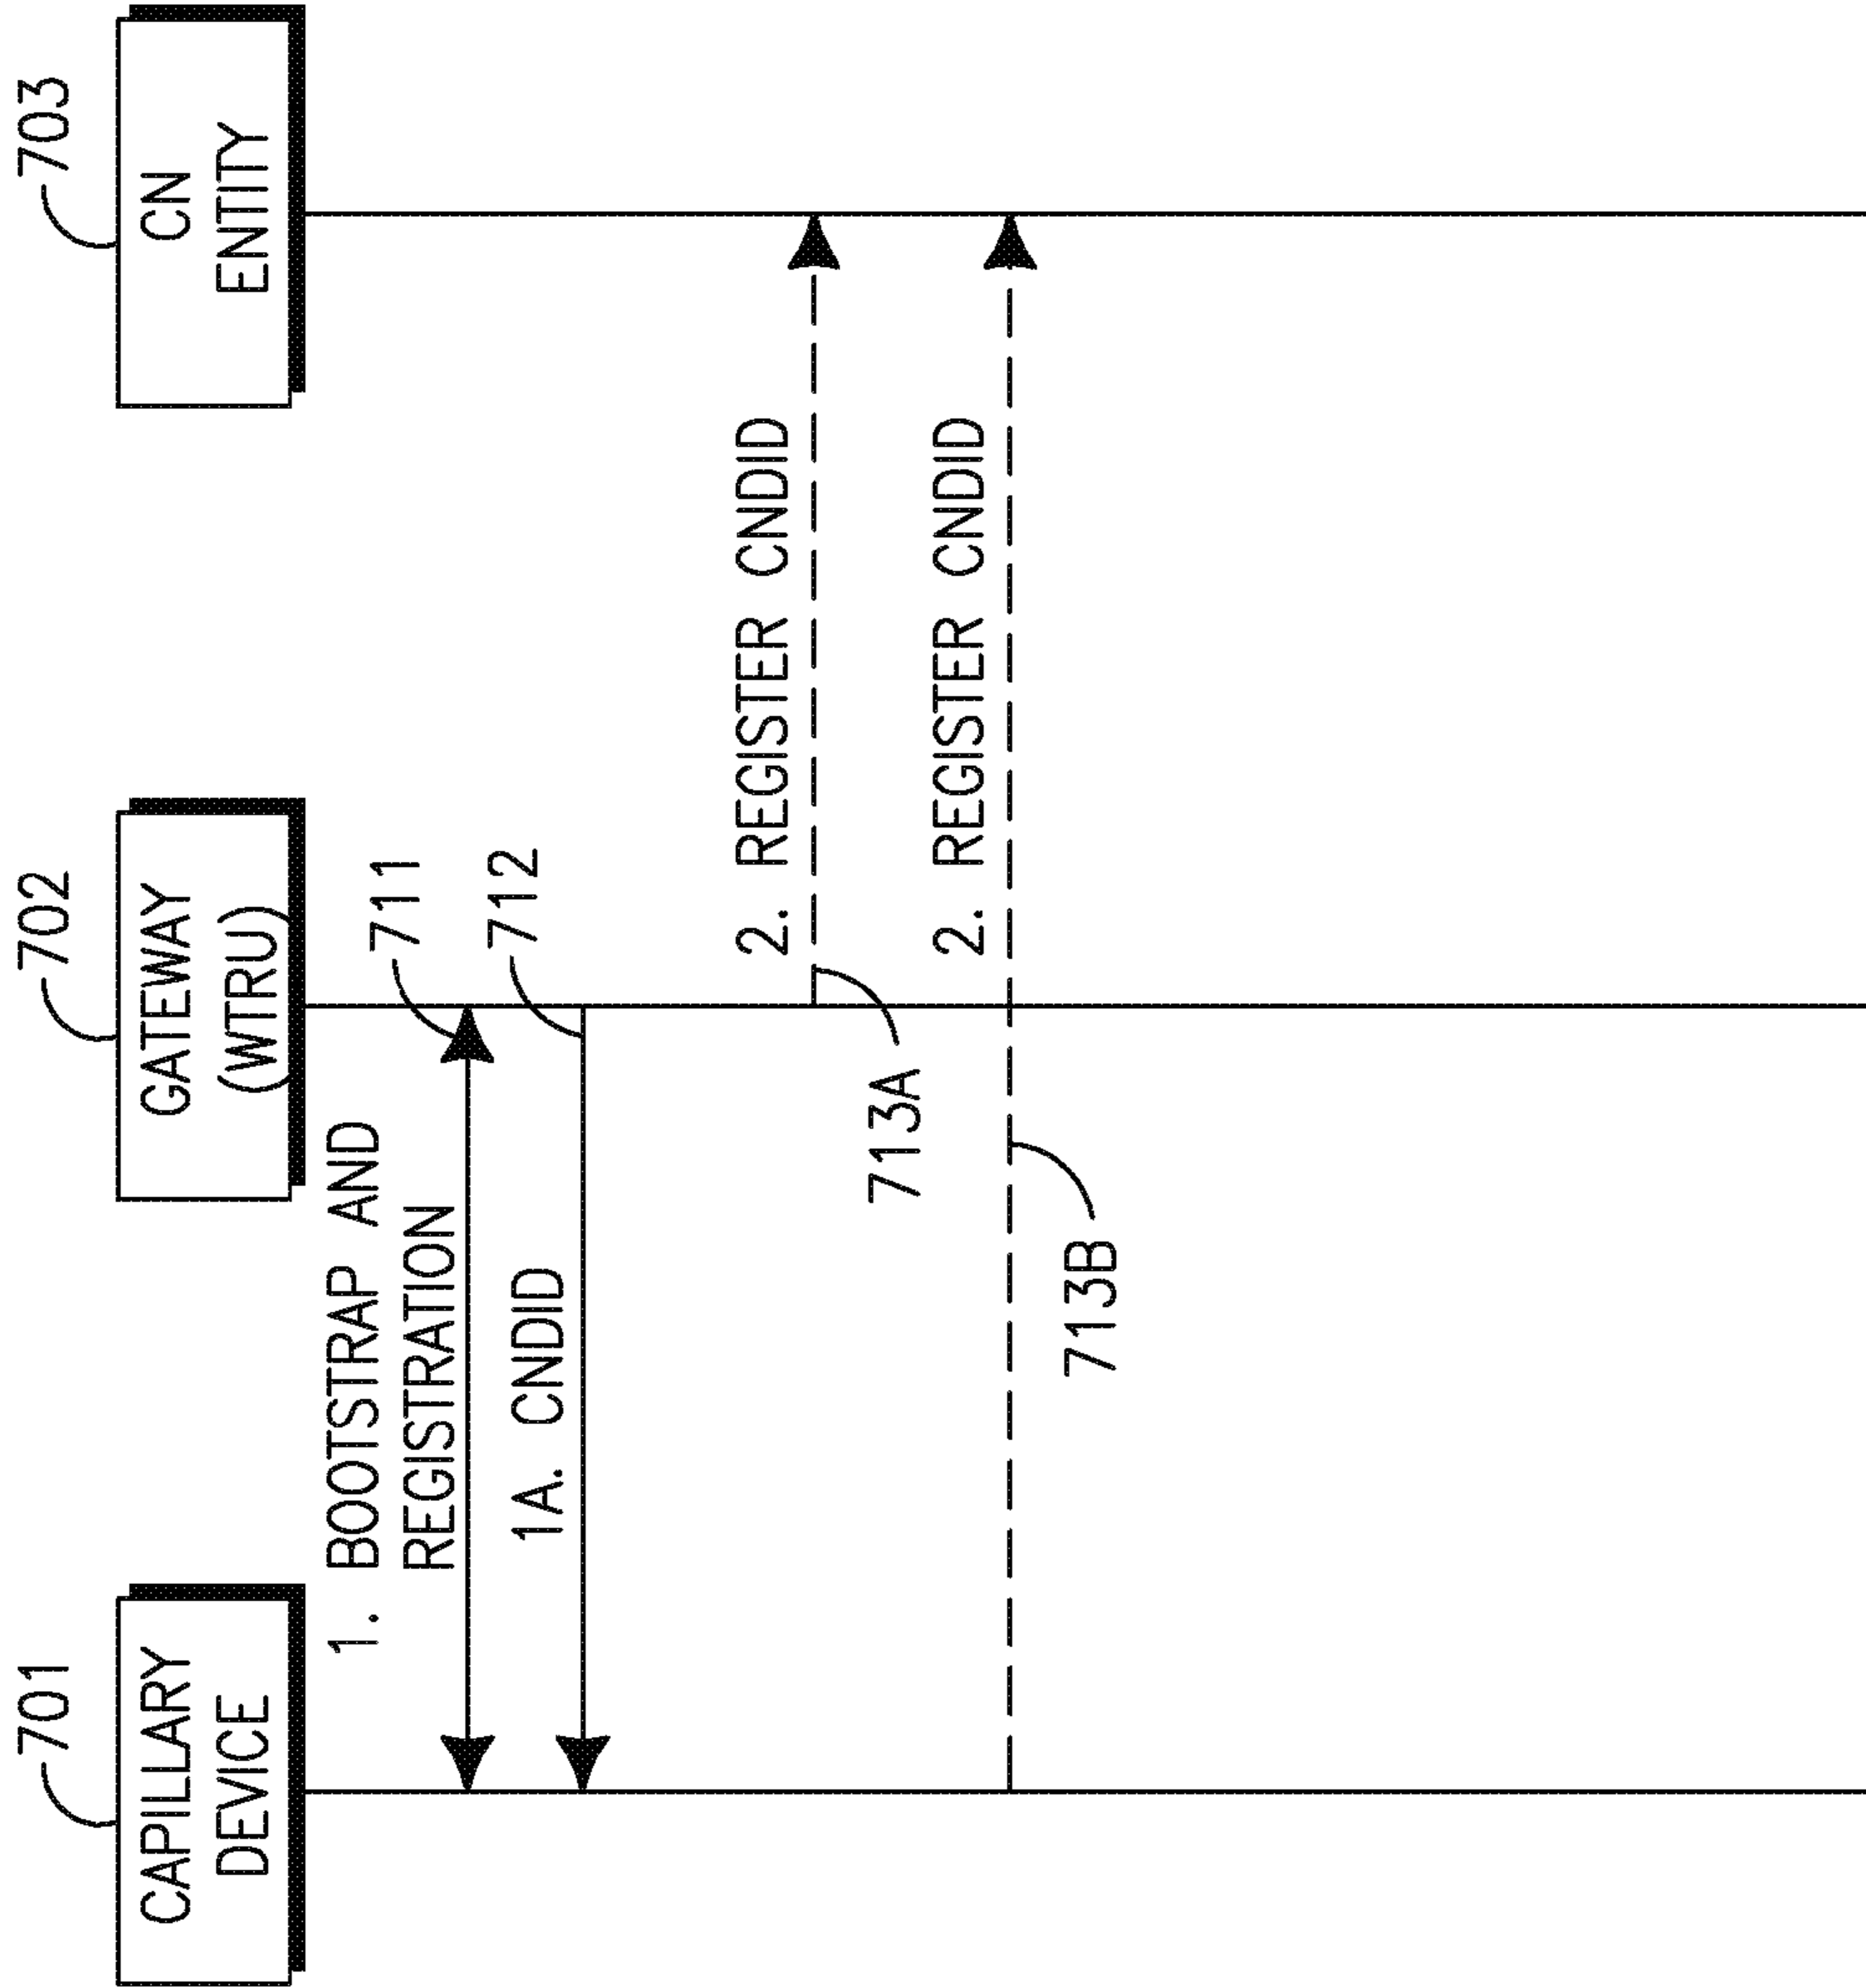 701
CAPILLARY
DEVICE
702
GATEWAY
(WTRU)
703
CN
ENTITY
1. BOOTSTRAP AND
REGISTRATION
711
1A. CNDID
712
2. REGISTER CNDID
713A
2. REGISTER CNDID
713B